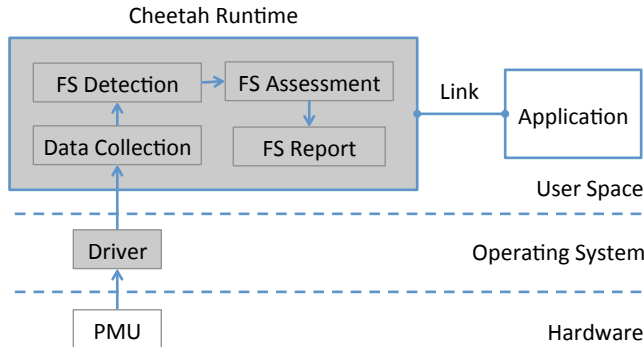 Cheetah Runtime
FS Detection
FS Assessment
Data Collection
FS Report
Link
Application
User Space
Driver
Operating System
PMU
Hardware